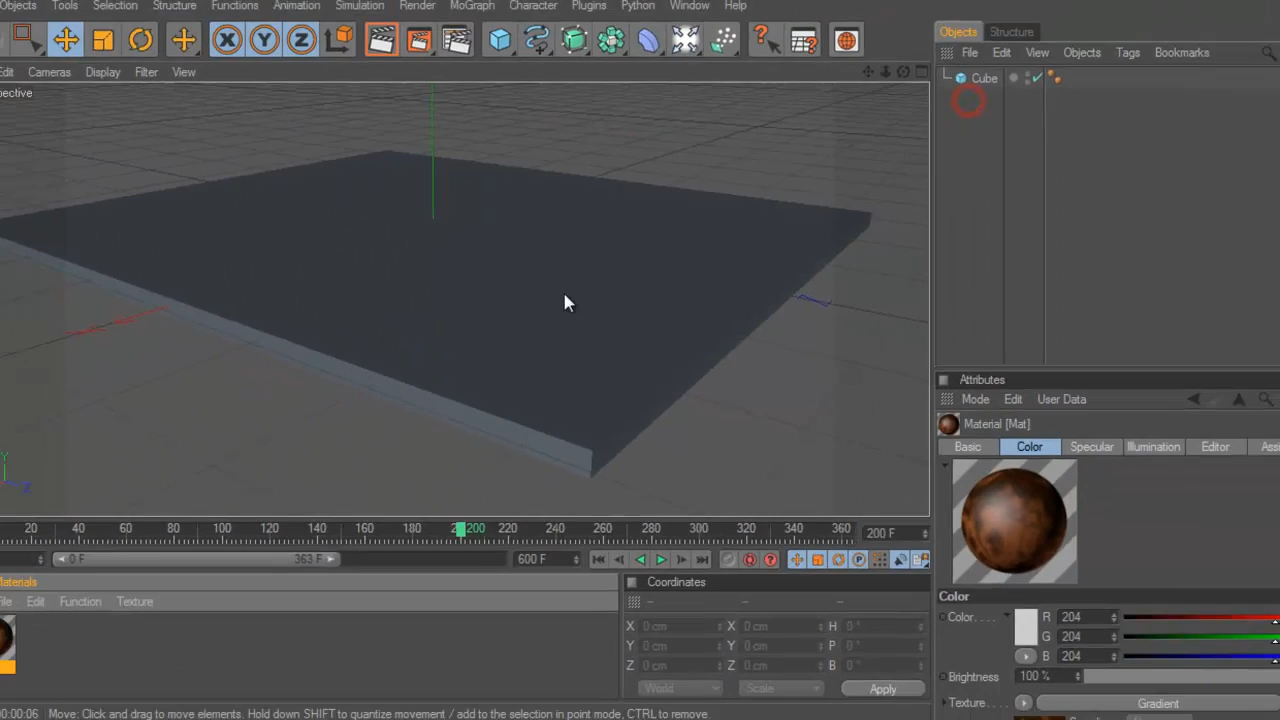 Objects Tools Selection Structure Functions Animation Simulation Render MoGraph Character Plugins Python Window Help
X Y Z
Objects Structure
File Edit View Objects Tags Bookmarks
Cube
Edit Cameras Display Filter View
pective
Y
Z
Attributes
Mode Edit User Data
Material [Mat]
Basic Color Specular Illumination Editor Assi
20 40 60 80 100 120 140 160 180 200 220 240 260 280 300 320 340 360 200 F
0 F 363 F 600 F
P
Materials
File Edit Function Texture
Coordinates
-- -- --
X 0 cm X 0 cm H 0 °
Y 0 cm Y 0 cm P 0 °
Z 0 cm Z 0 cm B 0 °
World Scale Apply
Color
Color. . . . R 204
G 204
B 204
Brightness 100 %
Texture. . . . Gradient
00:00:06 Move: Click and drag to move elements. Hold down SHIFT to quantize movement / add to the selection in point mode, CTRL to remove